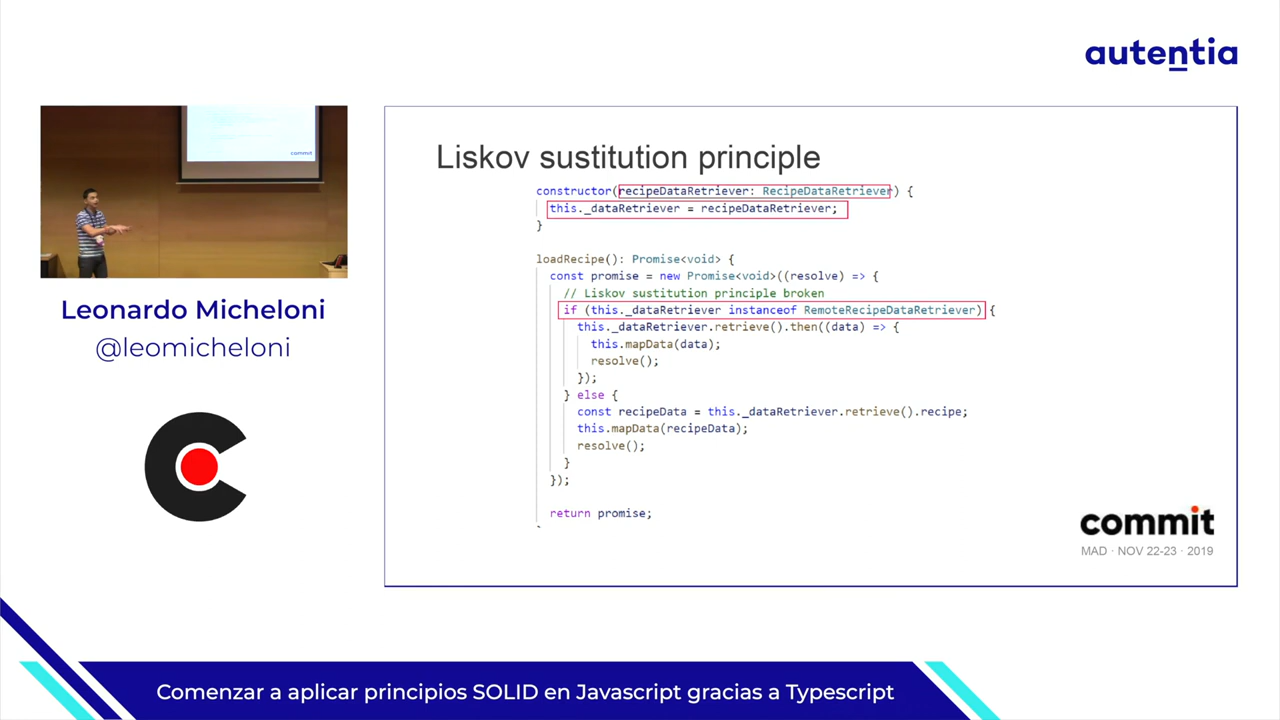 autentia
commit
Leonardo Micheloni
@leomicheloni
Liskov sustitution principle
constructor(recipeDataRetriever: RecipeDataRetriever) {
this._dataRetriever = recipeDataRetriever;
}
loadRecipe(): Promise<void> {
const promise = new Promise<void>((resolve) => {
// Liskov sustitution principle broken
if (this._dataRetriever instanceof RemoteRecipeDataRetriever) {
this._dataRetriever.retrieve().then((data) => {
this.mapData(data);
resolve();
});
} else {
const recipeData = this._dataRetriever.retrieve().recipe;
this.mapData(recipeData);
resolve();
}
});
return promise;
commit
MAD · NOV 22-23 · 2019
Comenzar a aplicar principios SOLID en Javascript gracias a Typescript